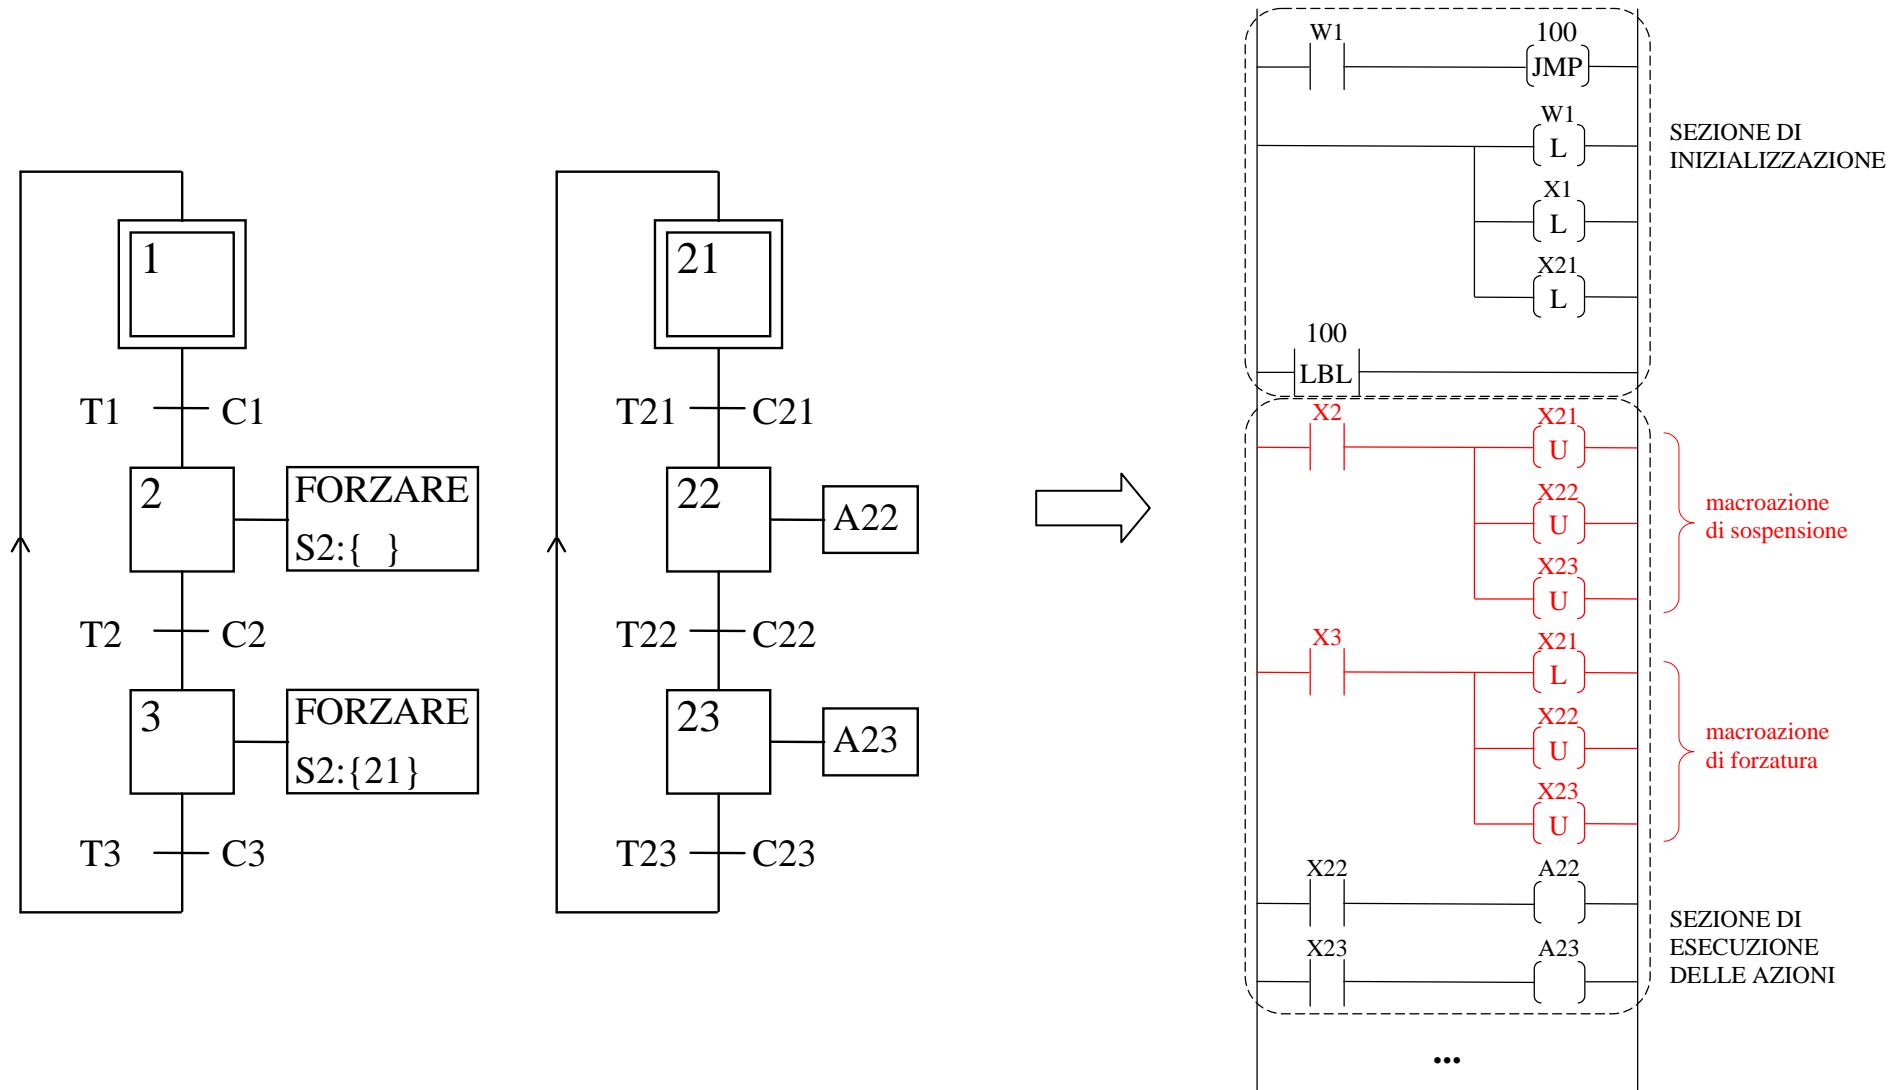 1
T1 C1
2
FORZARE
S2:{ }
T2 C2
3
FORZARE
S2:{21}
T3 C3
21
T21 C21
22
A22
T22 C22
23
A23
T23 C23
W1
100
JMP
W1
L
X1
L
X21
L
100
LBL
SEZIONE DI
INIZIALIZZAZIONE
X2
X21
U
X22
U
X23
U
macroazione
di sospensione
X3
X21
L
X22
U
X23
U
macroazione
di forzatura
X22
A22
X23
A23
SEZIONE DI
ESECUZIONE
DELLE AZIONI
...